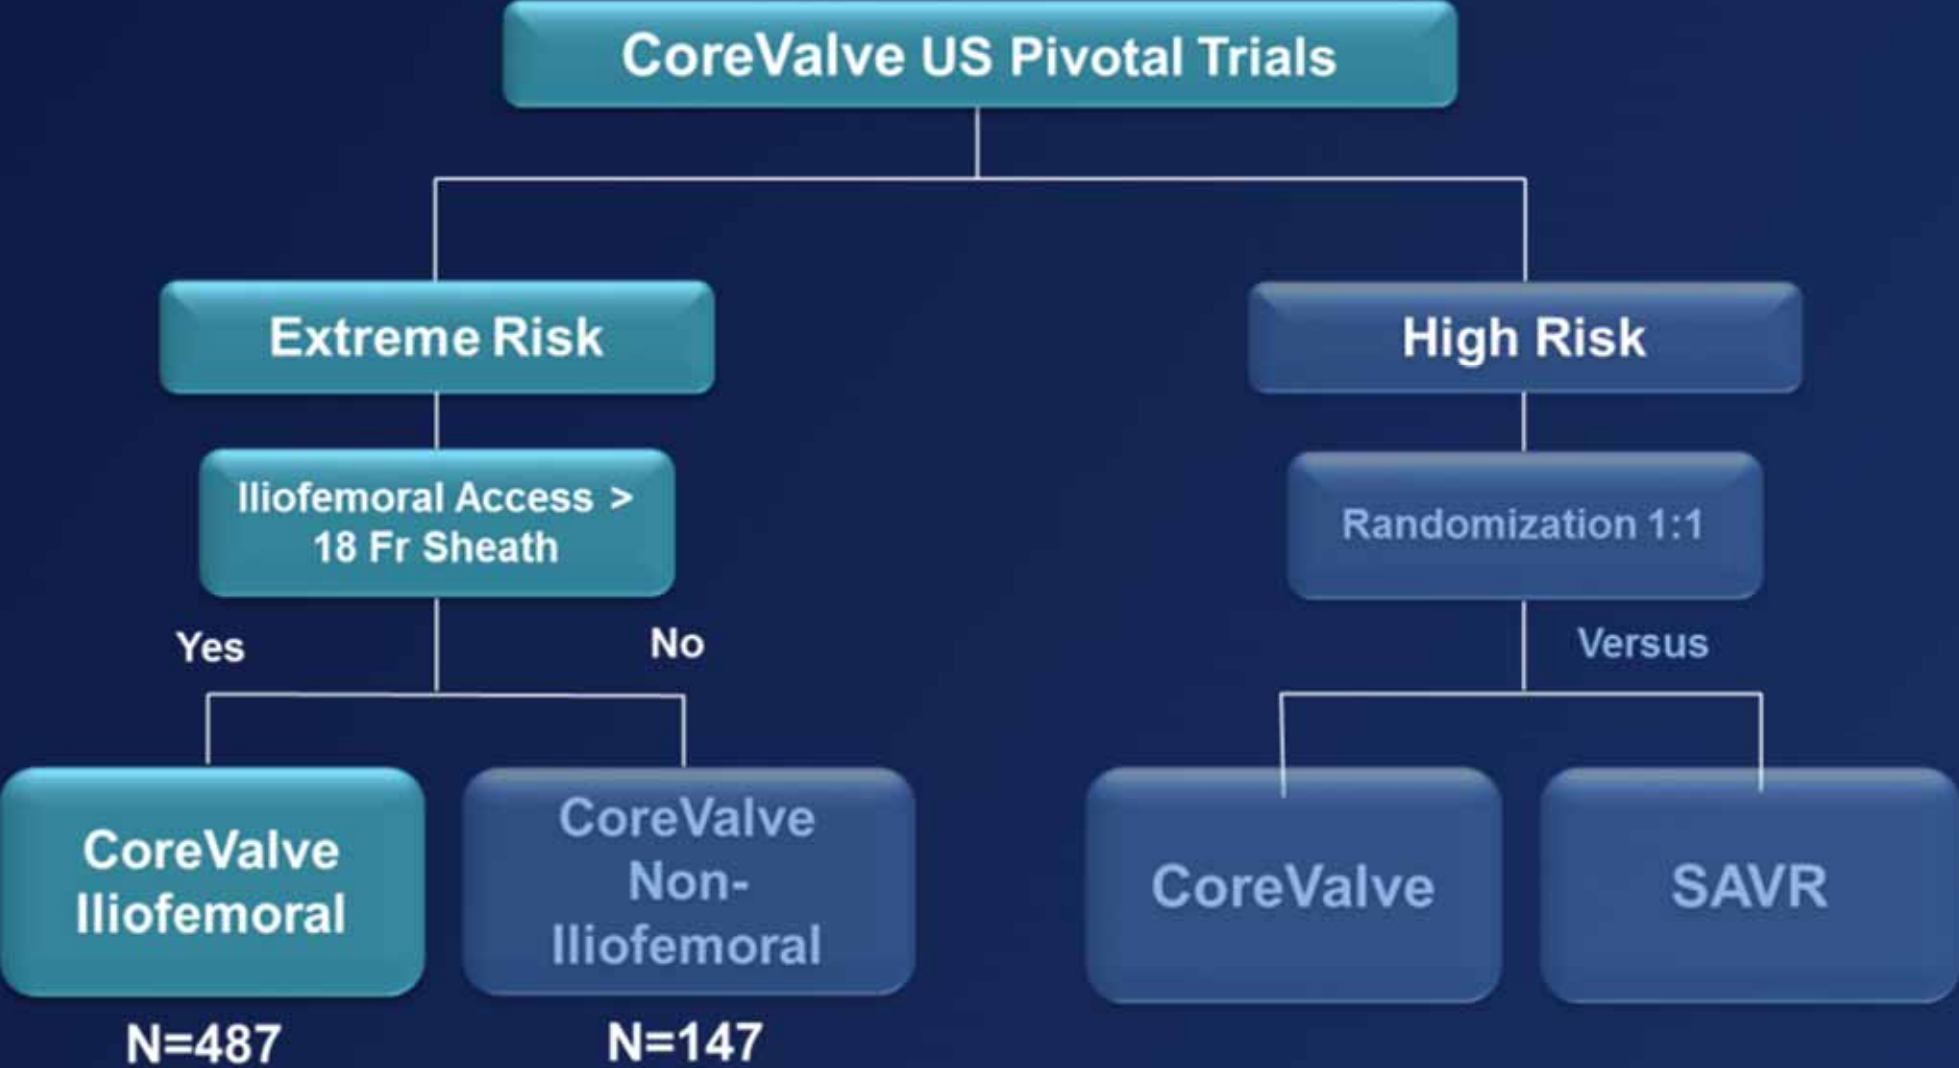 CoreValve US Pivotal Trials
Extreme Risk
High Risk
Iliofemoral Access >
18 Fr Sheath
Randomization 1:1
Yes
No
Versus
CoreValve
Iliofemoral
CoreValve
Non-
Iliofemoral
CoreValve
SAVR
N=487
N=147